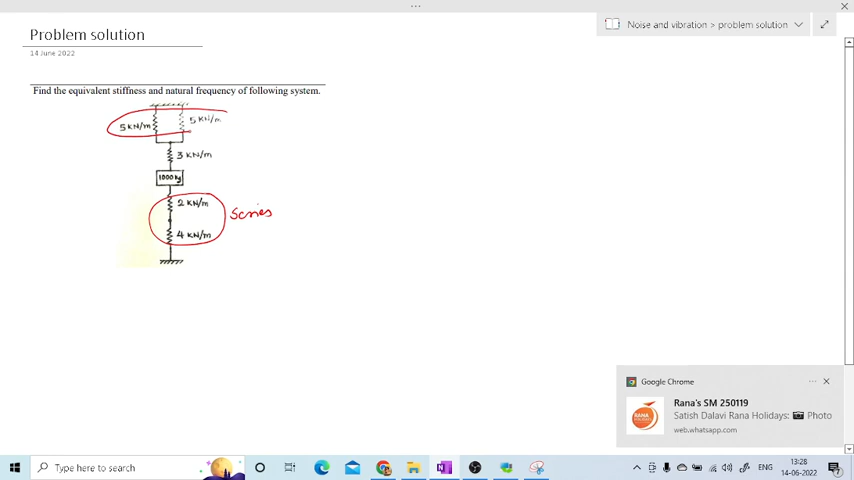 Problem solution
14 June 2022
Noise and vibration > problem solution
Find the equivalent stiffness and natural frequency of following system.
5 KN/m
5 KN/m
3 KN/m
1000 kg
2 KN/m
Series
4 KN/m
Google Chrome
Rana's SM 250119
Satish Dalavi Rana Holidays: Photo
web.whatsapp.com
RANA
Type here to search
ENG
13:28
14-06-2022